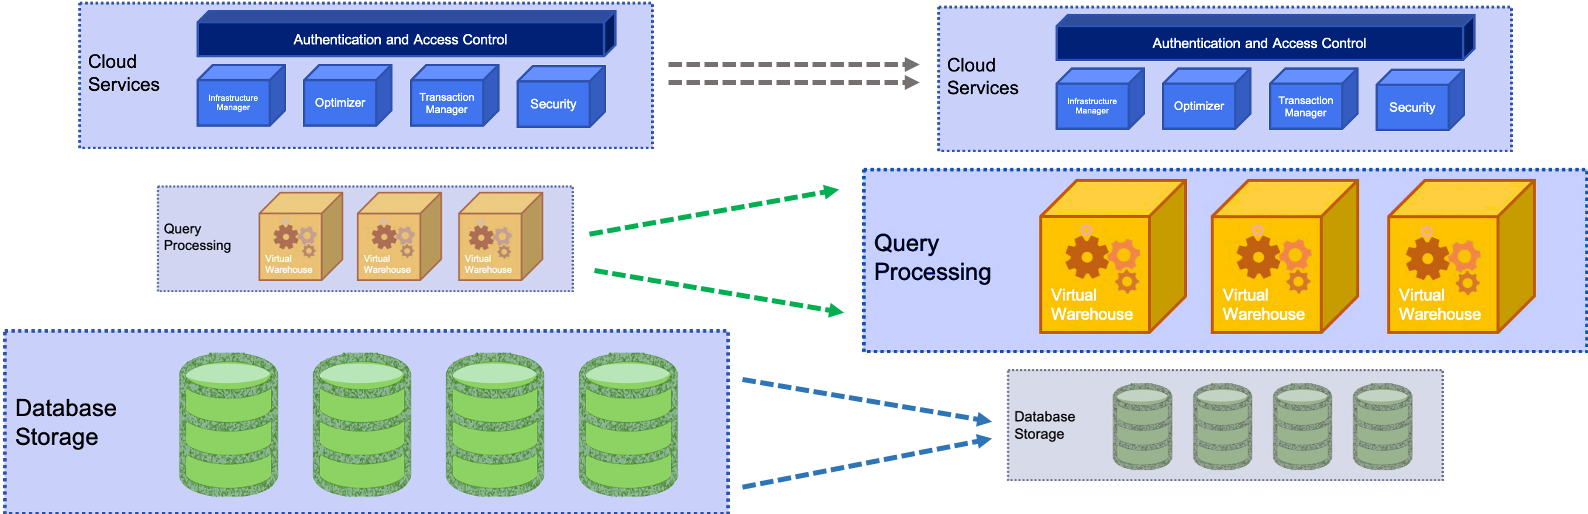 Cloud
Services
Authentication and Access Control
Infrastructure
Manager
Optimizer
Transaction
Manager
Security
Cloud
Services
Authentication and Access Control
Infrastructure
Manager
Optimizer
Transaction
Manager
Security
Query
Processing
Virtual
Warehouse
Virtual
Warehouse
Virtual
Warehouse
Query
Processing
Virtual
Warehouse
Virtual
Warehouse
Virtual
Warehouse
Database
Storage
Database
Storage